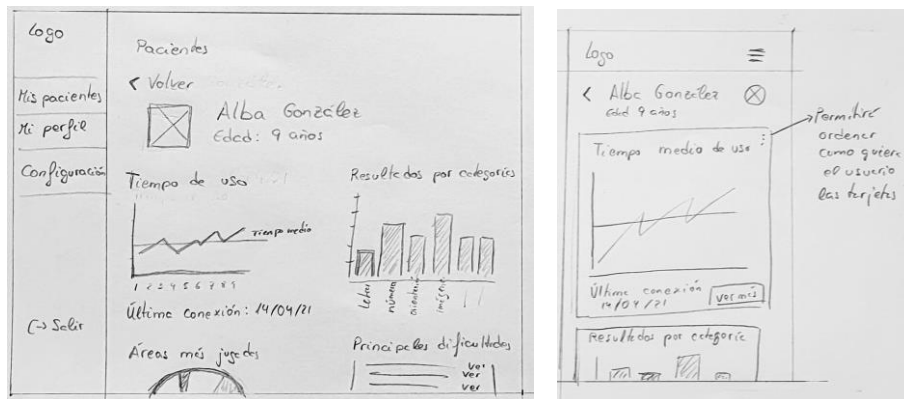 Logo
Mis pacientes
Mi perfil
Configuración
Salir
Pacientes
< Volver
Alba González
Edad: 9 años
Tiempo de uso
Tiempo medio
1 2 3 4 5 6 7 8 9
Última conexión: 14/04/21
Resultados por categorías
letras
números
Áreas más jugadas
Principales dificultades
ver
ver
ver
Logo
< Alba González
Edad 9 años
Tiempo medio de uso
Última conexión
14/04/21
Ver más
Resultados por categoría
Permitirá
ordenar
como quiera
el usuario
las tarjetas